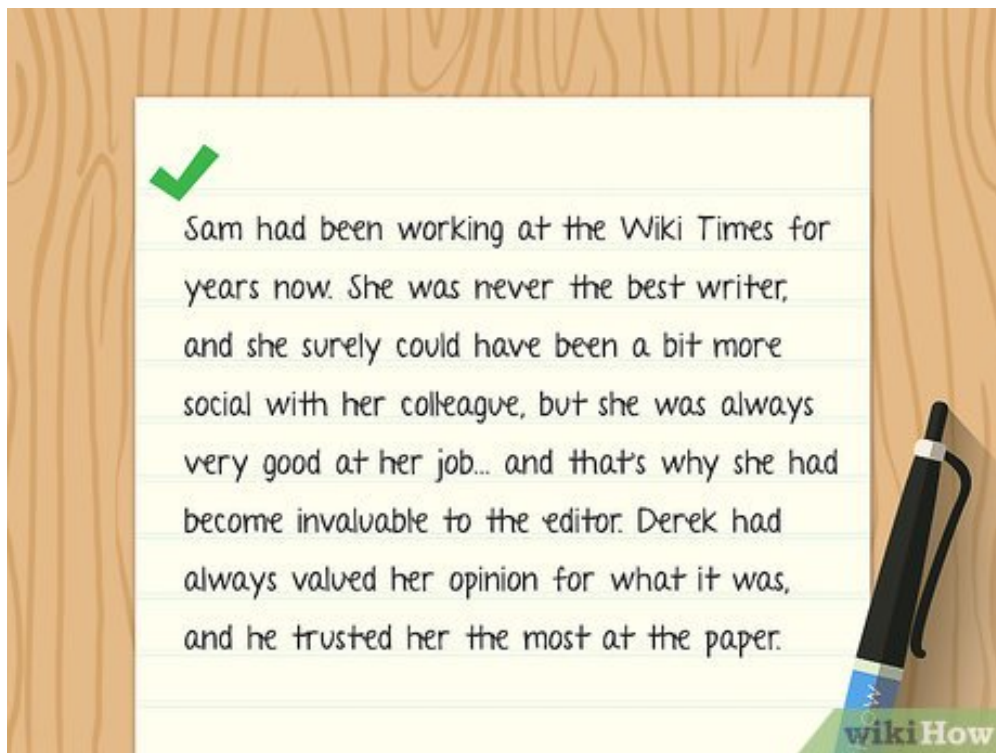 Sam had been working at the Wiki Times for
years now. She was never the best writer,
and she surely could have been a bit more
social with her colleague, but she was always
very good at her job... and that's why she had
become invaluable to the editor. Derek had
always valued her opinion for what it was,
and he trusted her the most at the paper.
wikiHow